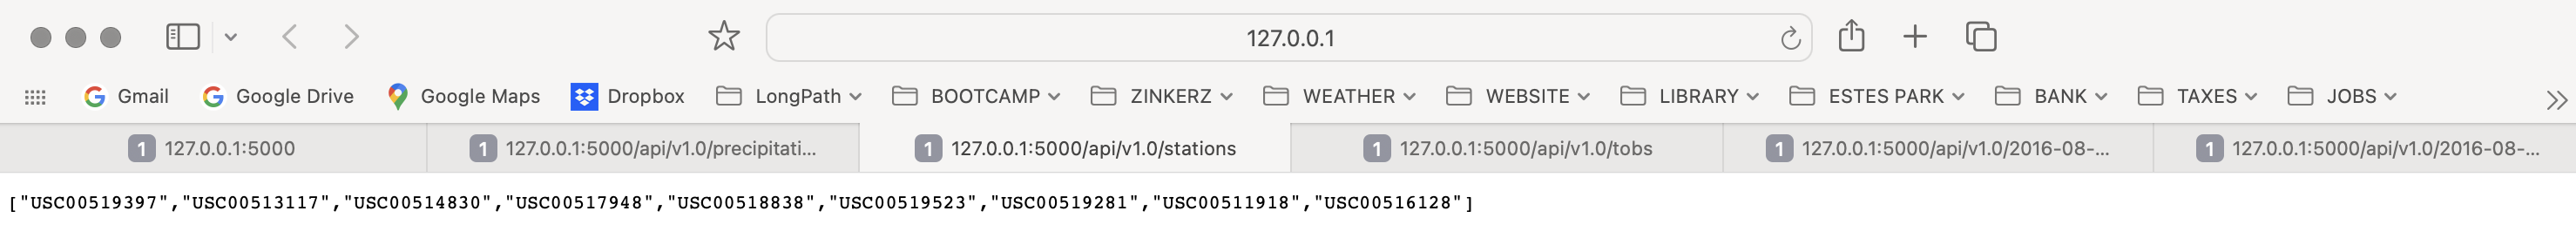 127.0.0.1
Gmail Google Drive Google Maps Dropbox LongPath BOOTCAMP ZINKERZ WEATHER WEBSITE LIBRARY ESTES PARK BANK TAXES JOBS
1 127.0.0.1:5000 1 127.0.0.1:5000/api/v1.0/precipitati... 1 127.0.0.1:5000/api/v1.0/stations 1 127.0.0.1:5000/api/v1.0/tobs 1 127.0.0.1:5000/api/v1.0/2016-08-... 1 127.0.0.1:5000/api/v1.0/2016-08-...
["USC00519397","USC00513117","USC00514830","USC00517948","USC00518838","USC00519523","USC00519281","USC00511918","USC00516128"]